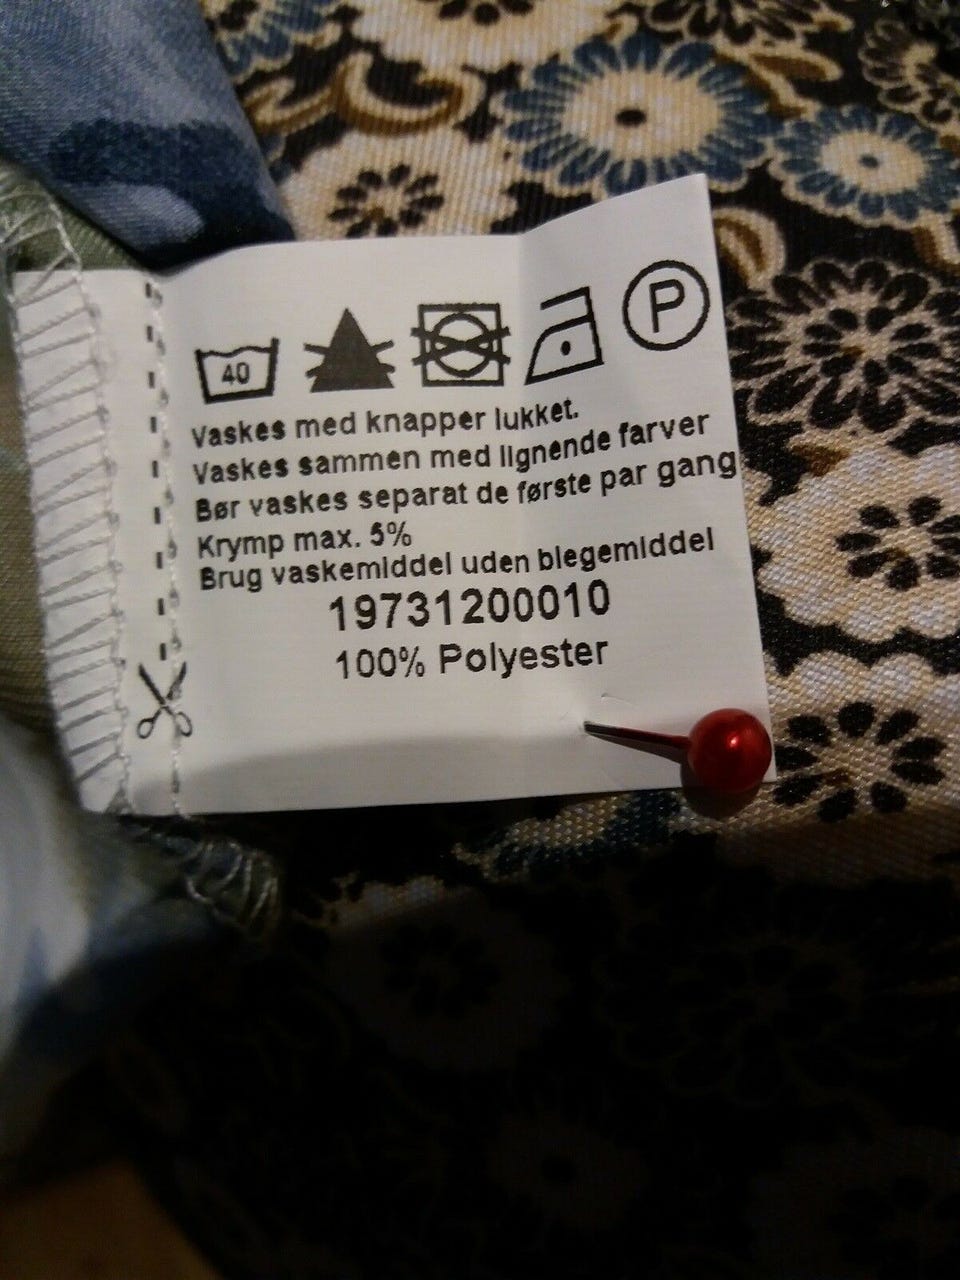 40 P
Vaskes med knapper lukket.
Vaskes sammen med lignende farver
Bør vaskes separat de første par gang
Krymp max. 5%
Brug vaskemiddel uden blegemiddel
19731200010
100% Polyester